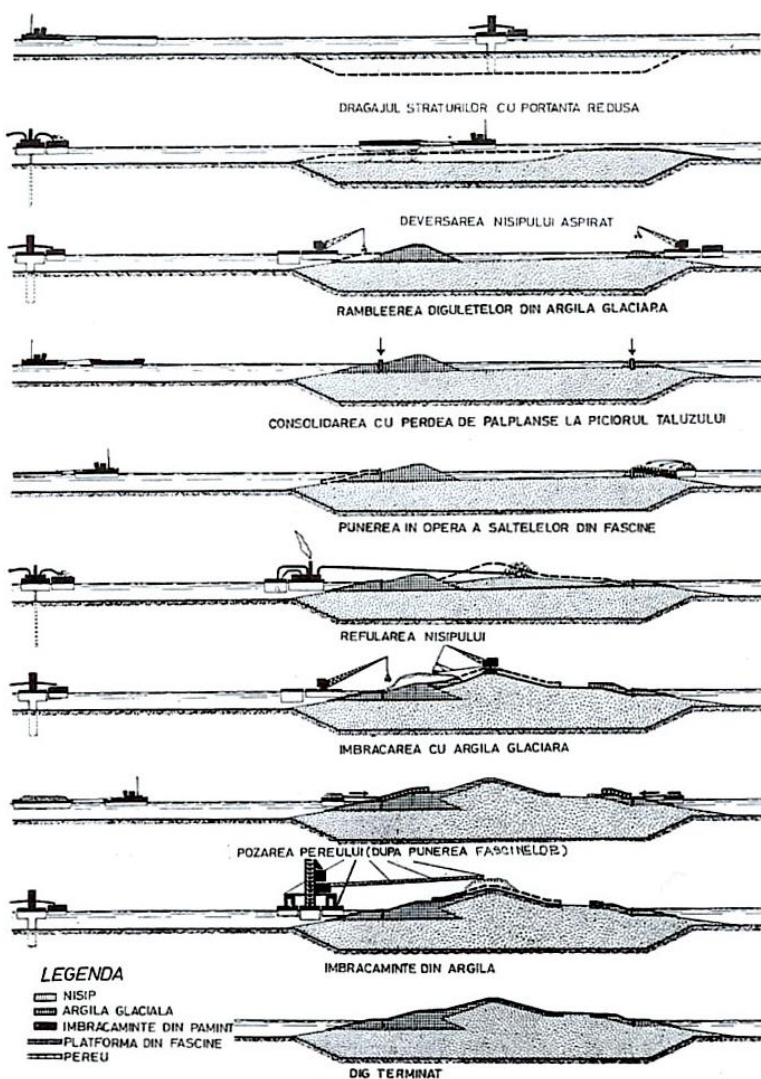 DRAGAJUL STRATURILOR CU PORTANTA REDUSA
DEVERSAREA NISIPULUI ASPIRAT
RAMBLEEREA DIGULETELOR DIN ARGILA GLACIARA
CONSOLIDAREA CU PERDEA DE PALPLANSE LA PICIORUL TALUZULUI
PUNEREA IN OPERA A SALTELELOR DIN FASCINE
REFULAREA NISIPULUI
IMBRACAREA CU ARGILA GLACIARA
POZAREA PEREULUI (DUPA PUNEREA FASCINELOR)
IMBRACAMINTE DIN ARGILA
LEGENDA
NISIP
ARGILA GLACIALA
IMBRACAMINTE DIN PAMINT
PLATFORMA DIN FASCINE
PEREU
DIG TERMINAT